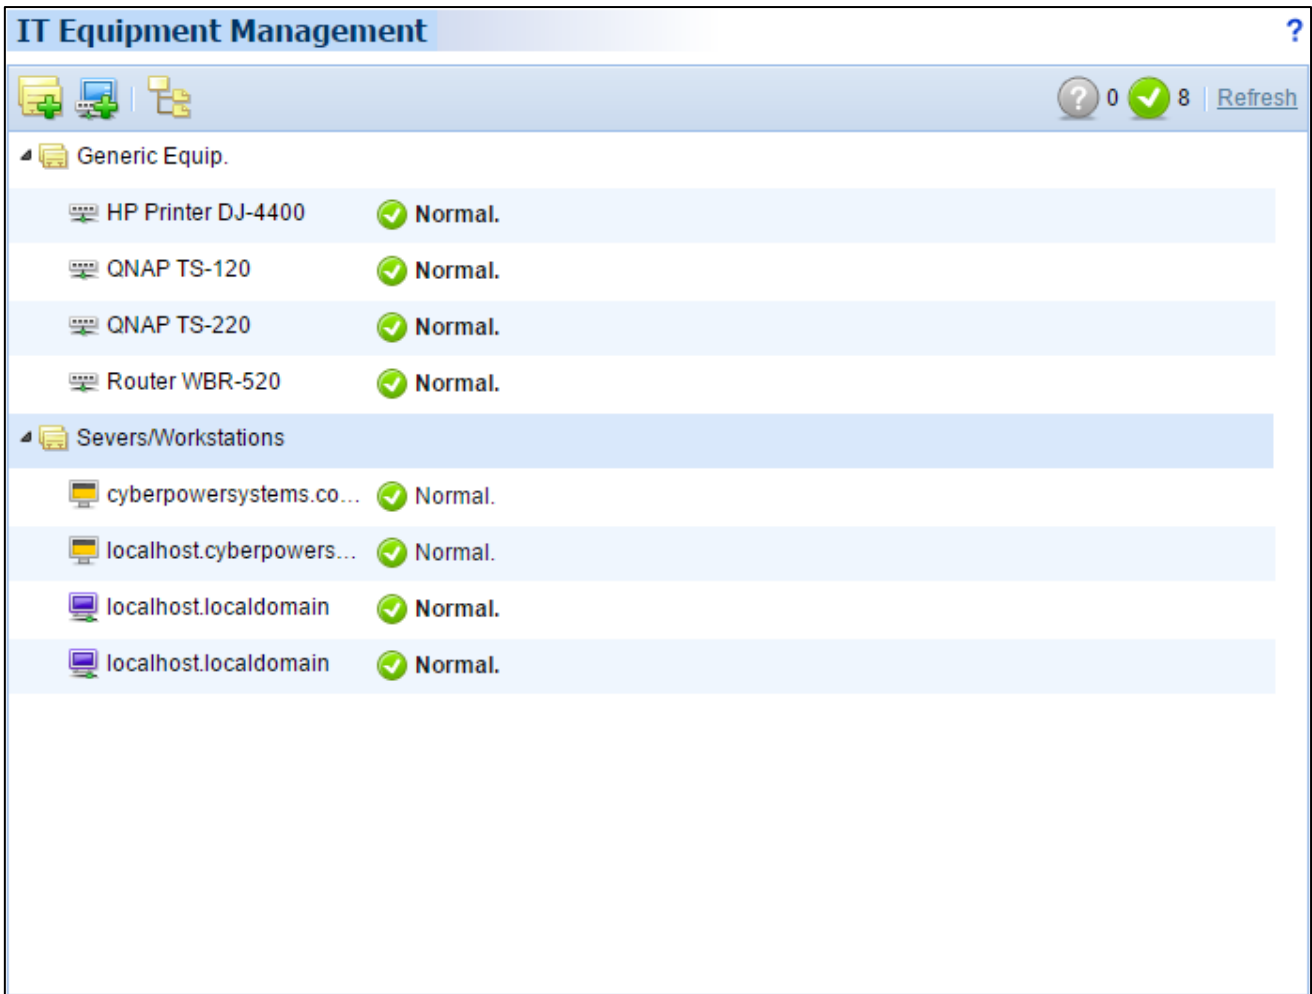 IT Equipment Management ?
? 0 8 Refresh
Generic Equip.
HP Printer DJ-4400 Normal.
QNAP TS-120 Normal.
QNAP TS-220 Normal.
Router WBR-520 Normal.
Severs/Workstations
cyberpowersystems.co... Normal.
localhost.cyberpowers... Normal.
localhost.localdomain Normal.
localhost.localdomain Normal.